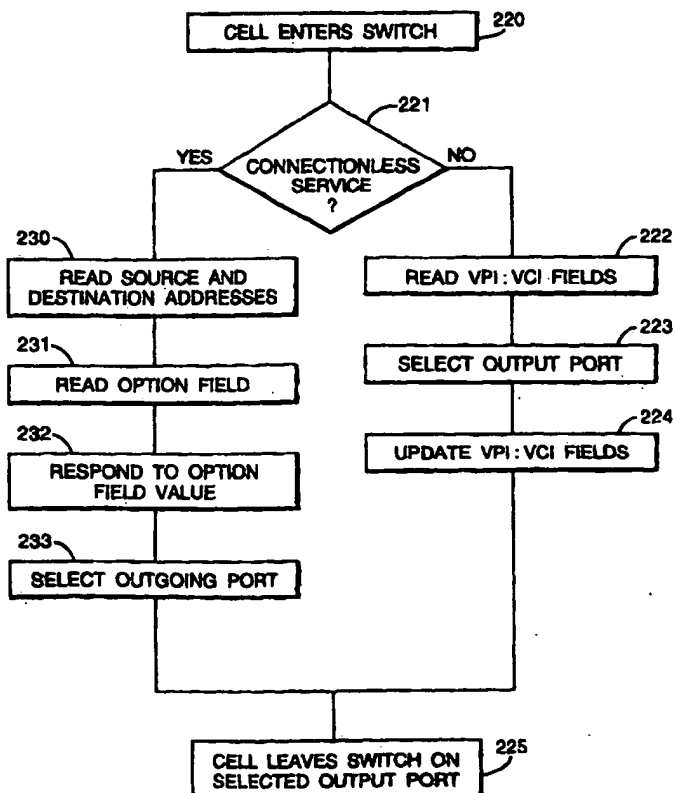 CELL ENTERS SWITCH
220
221
YES
CONNECTIONLESS
SERVICE
?
NO
230
READ SOURCE AND
DESTINATION ADDRESSES
231
READ OPTION FIELD
232
RESPOND TO OPTION
FIELD VALUE
233
SELECT OUTGOING PORT
222
READ VPI:VCI FIELDS
223
SELECT OUTPUT PORT
224
UPDATE VPI:VCI FIELDS
CELL LEAVES SWITCH ON
SELECTED OUTPUT PORT
225